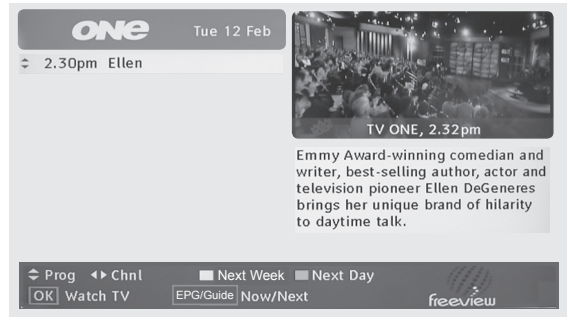 ONE Tue 12 Feb
2.30pm Ellen
TV ONE, 2.32pm
Emmy Award-winning comedian and
writer, best-selling author, actor and
television pioneer Ellen DeGeneres
brings her unique brand of hilarity
to daytime talk.
Prog Chnl Next Week Next Day
OK Watch TV EPG/Guide Now/Next
freeview